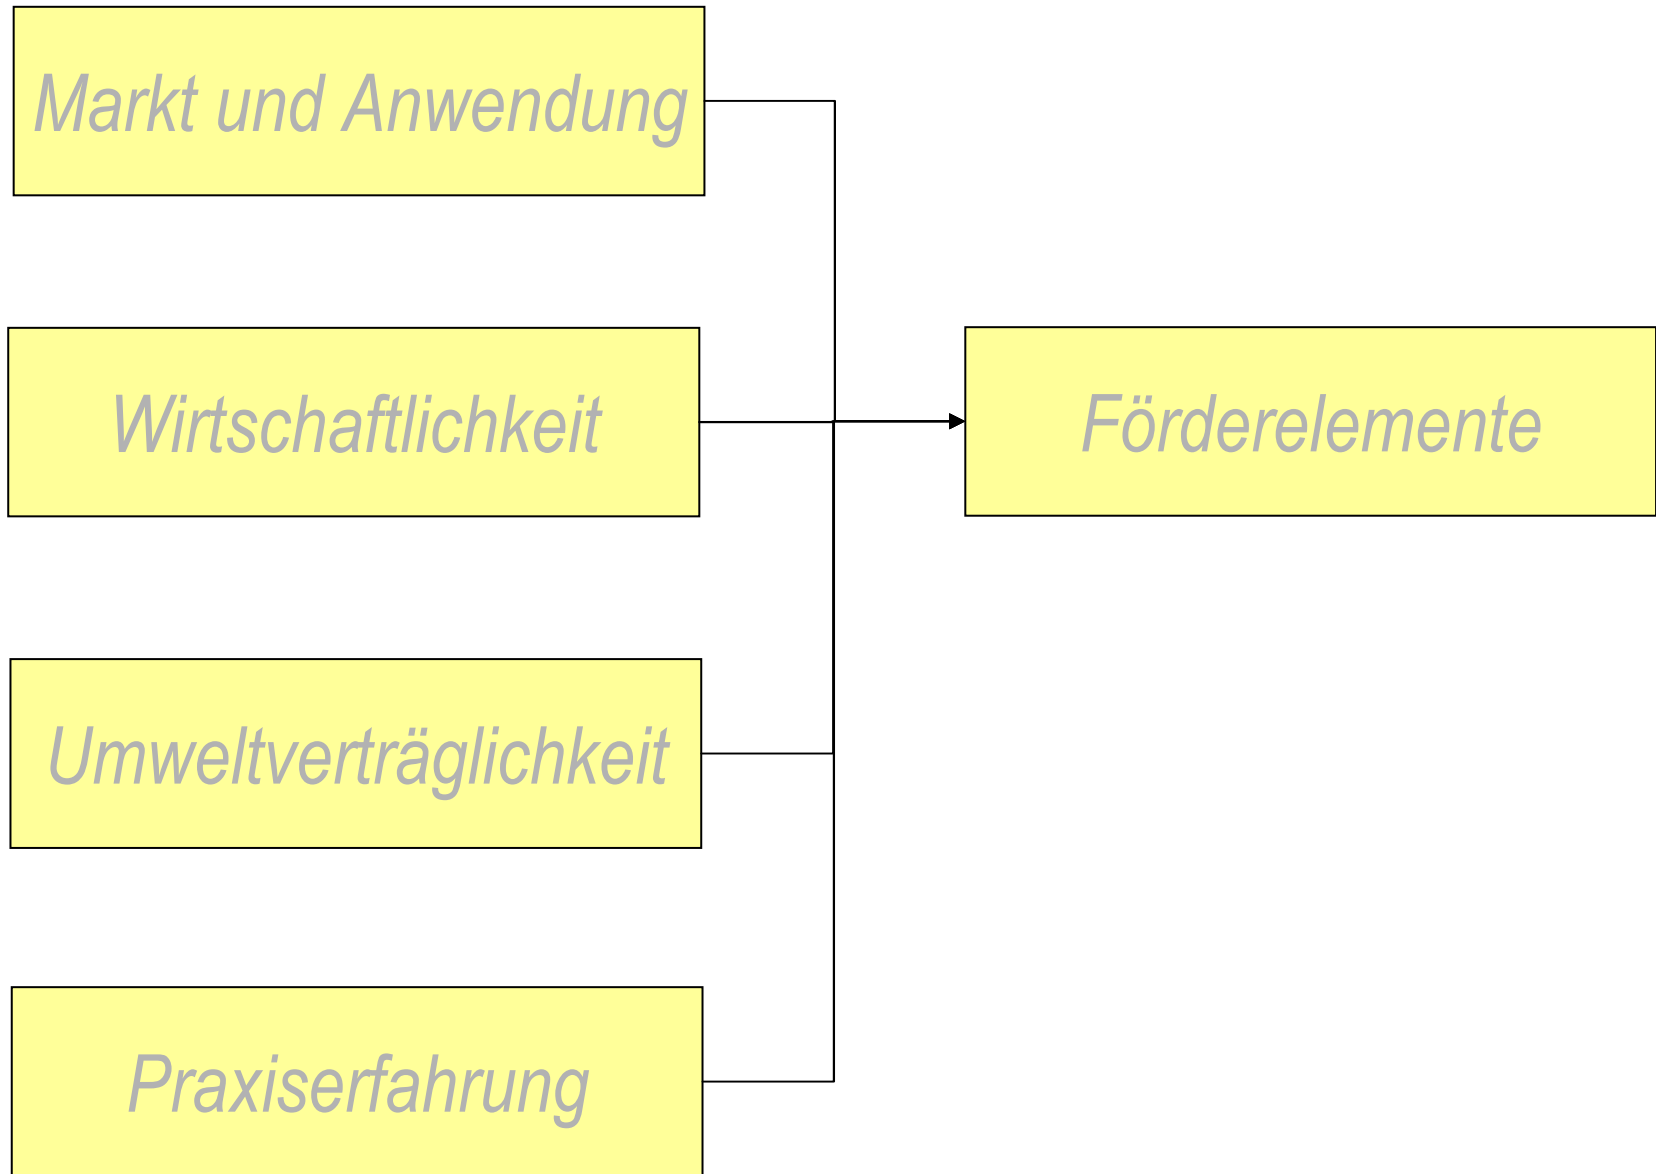 Markt und Anwendung
Wirtschaftlichkeit
Förderelemente
Umweltverträglichkeit
Praxiserfahrung